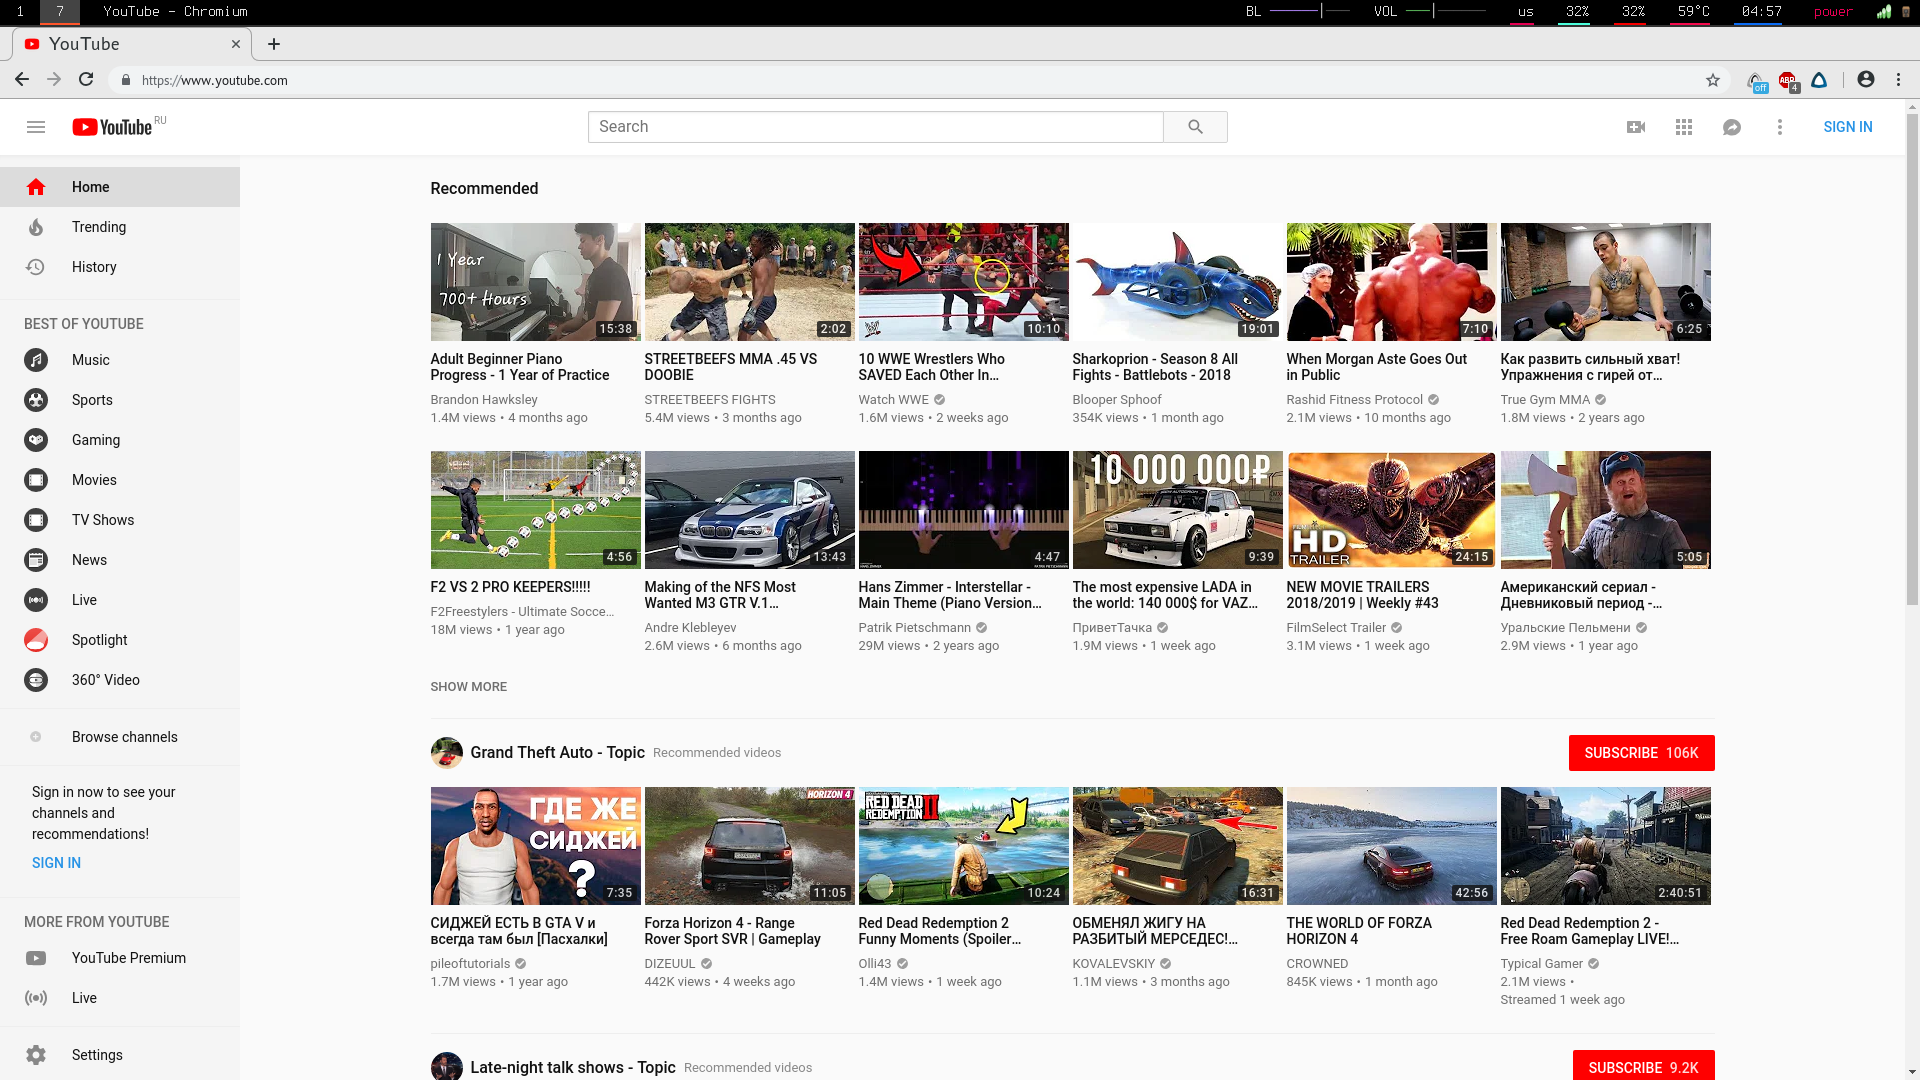 1 7 YouTube - Chromium BL VOL us 32% 32% 59°C 04:57 power
YouTube
https://www.youtube.com
off ABP 4
YouTube RU
Search
SIGN IN
Home
Trending
History
BEST OF YOUTUBE
Music
Sports
Gaming
Movies
TV Shows
News
Live
Spotlight
360° Video
Browse channels
Sign in now to see your
channels and
recommendations!
SIGN IN
MORE FROM YOUTUBE
YouTube Premium
Live
Settings
Recommended
1 Year
700+ Hours
15:38
Adult Beginner Piano
Progress - 1 Year of Practice
Brandon Hawksley
1.4M views • 4 months ago
2:02
STREETBEEFS MMA .45 VS
DOOBIE
STREETBEEFS FIGHTS
5.4M views • 3 months ago
10:10
10 WWE Wrestlers Who
SAVED Each Other In...
Watch WWE
1.6M views • 2 weeks ago
19:01
Sharkoprion - Season 8 All
Fights - Battlebots - 2018
Blooper Sphoof
354K views • 1 month ago
7:10
When Morgan Aste Goes Out
in Public
Rashid Fitness Protocol
2.1M views • 10 months ago
6:25
Как развить сильный хват!
Упражнения с гирей от...
True Gym MMA
1.8M views • 2 years ago
4:56
F2 VS 2 PRO KEEPERS!!!!!
F2Freestylers - Ultimate Socce...
18M views • 1 year ago
13:43
Making of the NFS Most
Wanted M3 GTR V.1...
Andre Klebleyev
2.6M views • 6 months ago
4:47
Hans Zimmer - Interstellar -
Main Theme (Piano Version...
Patrik Pietschmann
29M views • 2 years ago
10 000 000₽
9:39
The most expensive LADA in
the world: 140 000$ for VAZ...
ПриветТачка
1.9M views • 1 week ago
HD
TRAILER
24:15
NEW MOVIE TRAILERS
2018/2019 | Weekly #43
FilmSelect Trailer
3.1M views • 1 week ago
5:05
Американский сериал -
Дневниковый период -...
Уральские Пельмени
2.9M views • 1 year ago
SHOW MORE
Grand Theft Auto - Topic Recommended videos
SUBSCRIBE 106K
ГДЕ ЖЕ
СИДЖЕЙ
?
7:35
СИДЖЕЙ ЕСТЬ В GTA V и
всегда там был [Пасхалки]
pileoftutorials
1.7M views • 1 year ago
HORIZON 4
11:05
Forza Horizon 4 - Range
Rover Sport SVR | Gameplay
DIZEUUL
442K views • 4 weeks ago
RED DEAD
REDEMPTION II
10:24
Red Dead Redemption 2
Funny Moments (Spoiler...
Olli43
1.4M views • 1 week ago
16:31
ОБМЕНЯЛ ЖИГУ НА
РАЗБИТЫЙ МЕРСЕДЕС!...
KOVALEVSKIY
1.1M views • 3 months ago
42:56
THE WORLD OF FORZA
HORIZON 4
CROWNED
845K views • 1 month ago
2:40:51
Red Dead Redemption 2 -
Free Roam Gameplay LIVE!...
Typical Gamer
2.1M views •
Streamed 1 week ago
Late-night talk shows - Topic Recommended videos
SUBSCRIBE 9.2K